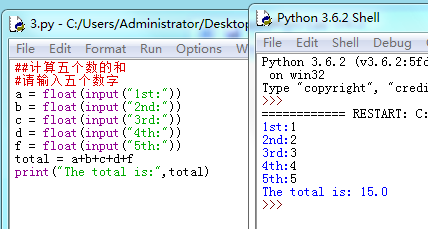 3.py - C:/Users/Administrator/Desktop
File Edit Format Run Options
##计算五个数的和
#请输入五个数字
a = float(input("1st:"))
b = float(input("2nd:"))
c = float(input("3rd:"))
d = float(input("4th:"))
f = float(input("5th:"))
total = a+b+c+d+f
print("The total is:",total)
Python 3.6.2 Shell
File Edit Shell Debug
Python 3.6.2 (v3.6.2:5fd
on win32
Type "copyright", "credi
>>>
============ RESTART: C:
1st:1
2nd:2
3rd:3
4th:4
5th:5
The total is: 15.0
>>>